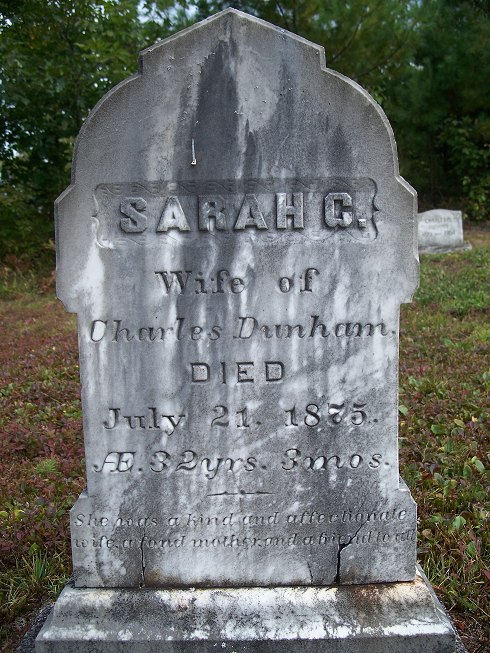 SARAH C.
Wife of
Charles Dunham.
DIED
July 21. 1875.
Æ. 32yrs. 3mos.
She was a kind and affectionate
wife, a fond mother, and a friend to all